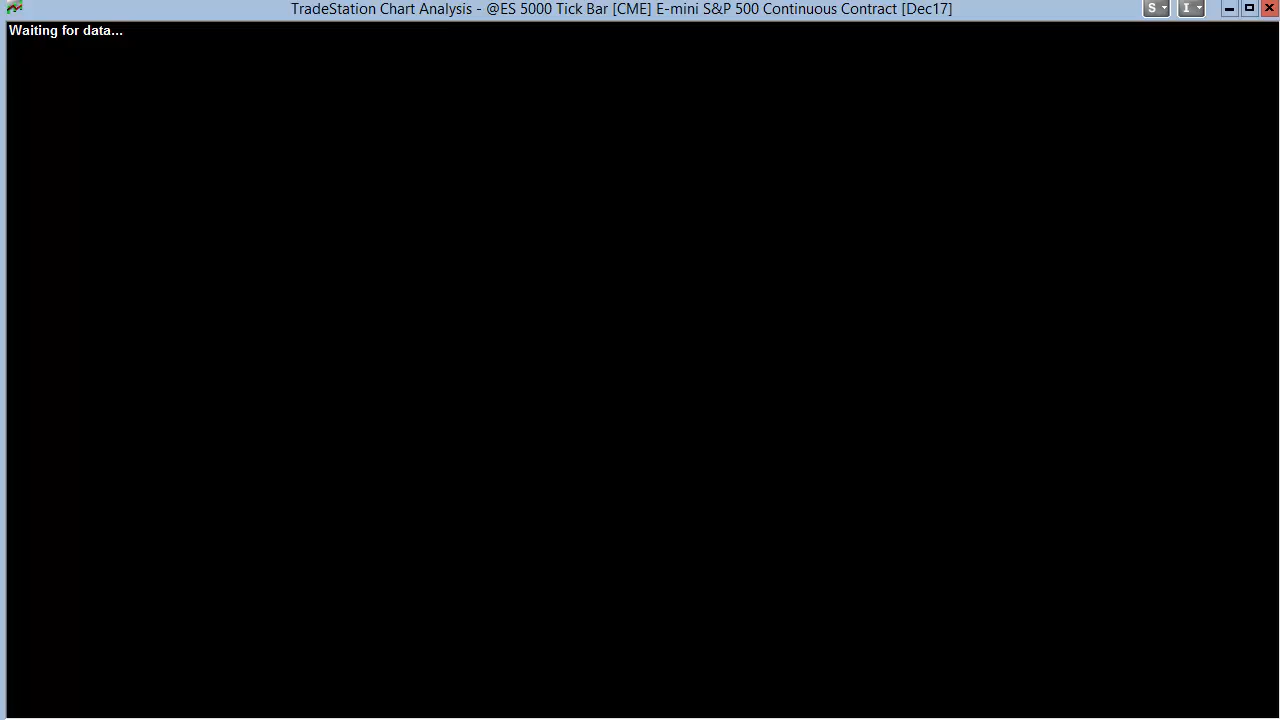 TradeStation Chart Analysis - @ES 5000 Tick Bar [CME] E-mini S&P 500 Continuous Contract [Dec17]
S I
Waiting for data...